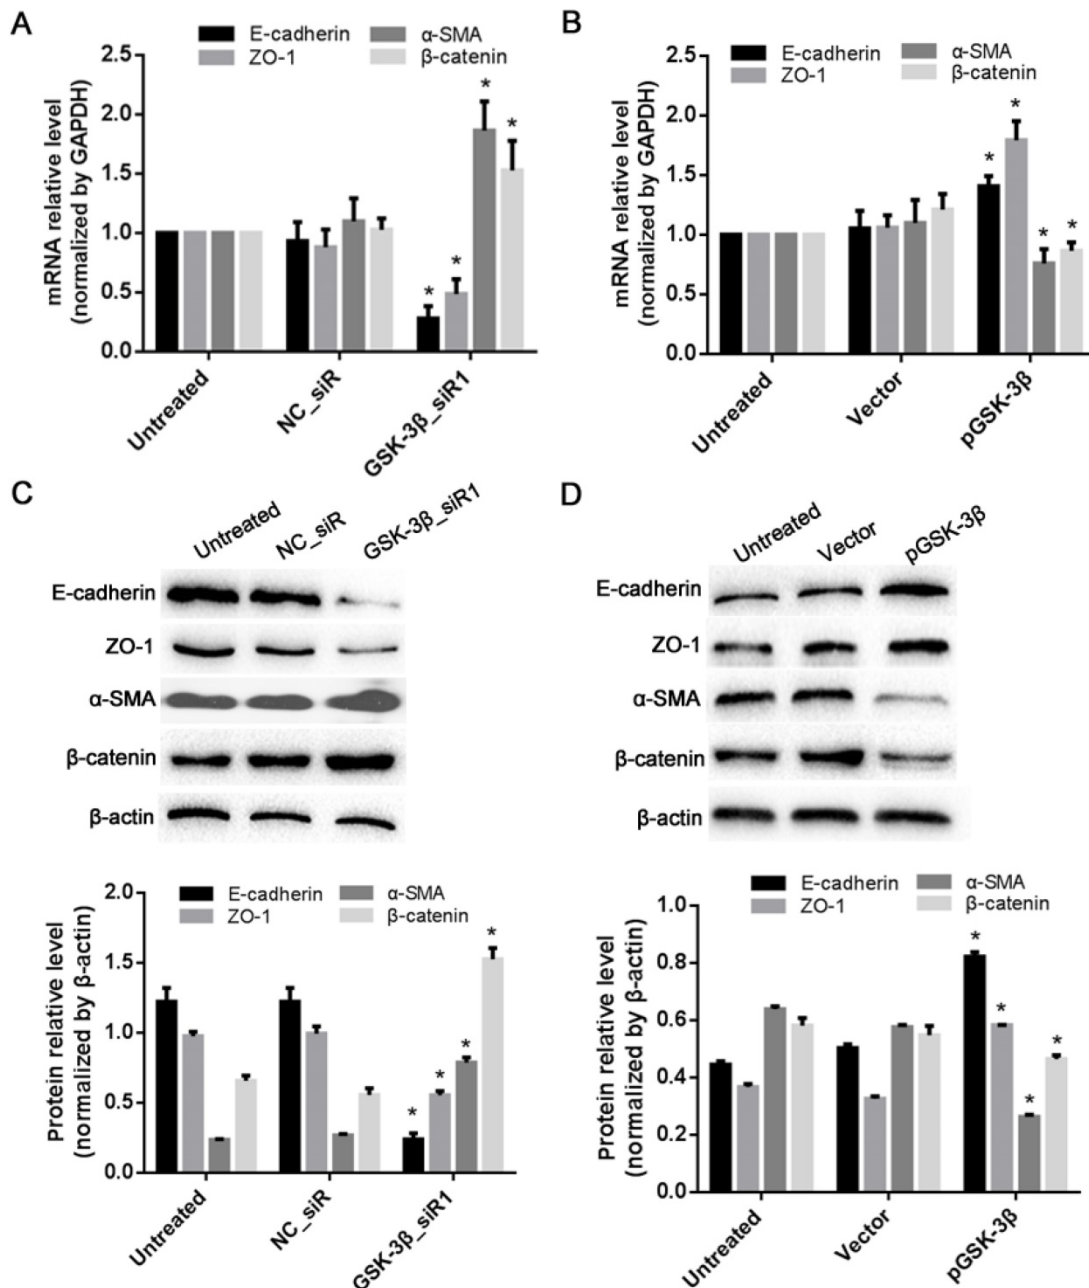 A
E-cadherin
α-SMA
ZO-1
β-catenin
mRNA relative level
(normalized by GAPDH)
2.5
2.0
1.5
1.0
0.5
0.0
*
*
*
*
Untreated
NC_siR
GSK-3β_siR1
B
E-cadherin
α-SMA
ZO-1
β-catenin
mRNA relative level
(normalized by GAPDH)
2.5
2.0
1.5
1.0
0.5
0.0
*
*
*
*
Untreated
Vector
pGSK-3β
C
Untreated
NC_siR
GSK-3β_siR1
E-cadherin
ZO-1
α-SMA
β-catenin
β-actin
E-cadherin
α-SMA
ZO-1
β-catenin
Protein relative level
(normalized by β-actin)
2.0
1.5
1.0
0.5
0.0
*
*
*
*
Untreated
NC_siR
GSK-3β_siR1
D
Untreated
Vector
pGSK-3β
E-cadherin
ZO-1
α-SMA
β-catenin
β-actin
E-cadherin
α-SMA
ZO-1
β-catenin
Protein relative level
(normalized by β-actin)
1.0
0.8
0.6
0.4
0.2
0.0
*
*
*
*
Untreated
Vector
pGSK-3β